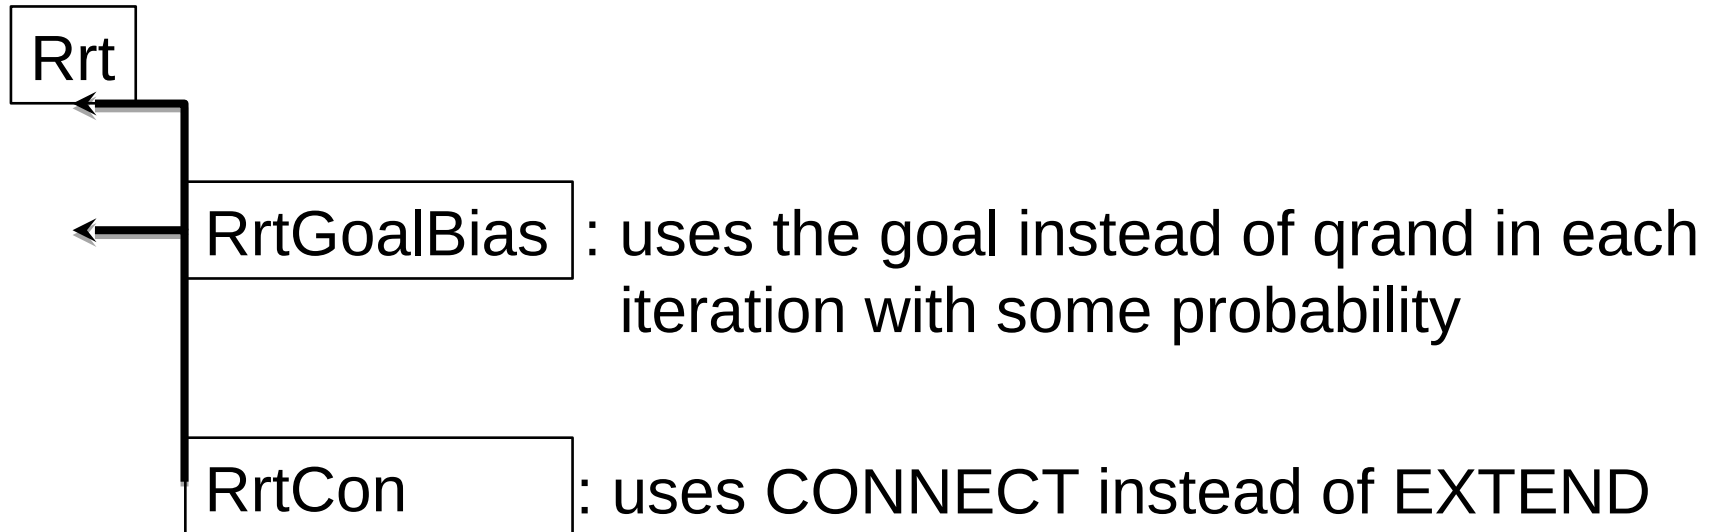 Rrt
RrtGoalBias : uses the goal instead of qrand in each
iteration with some probability
RrtCon : uses CONNECT instead of EXTEND